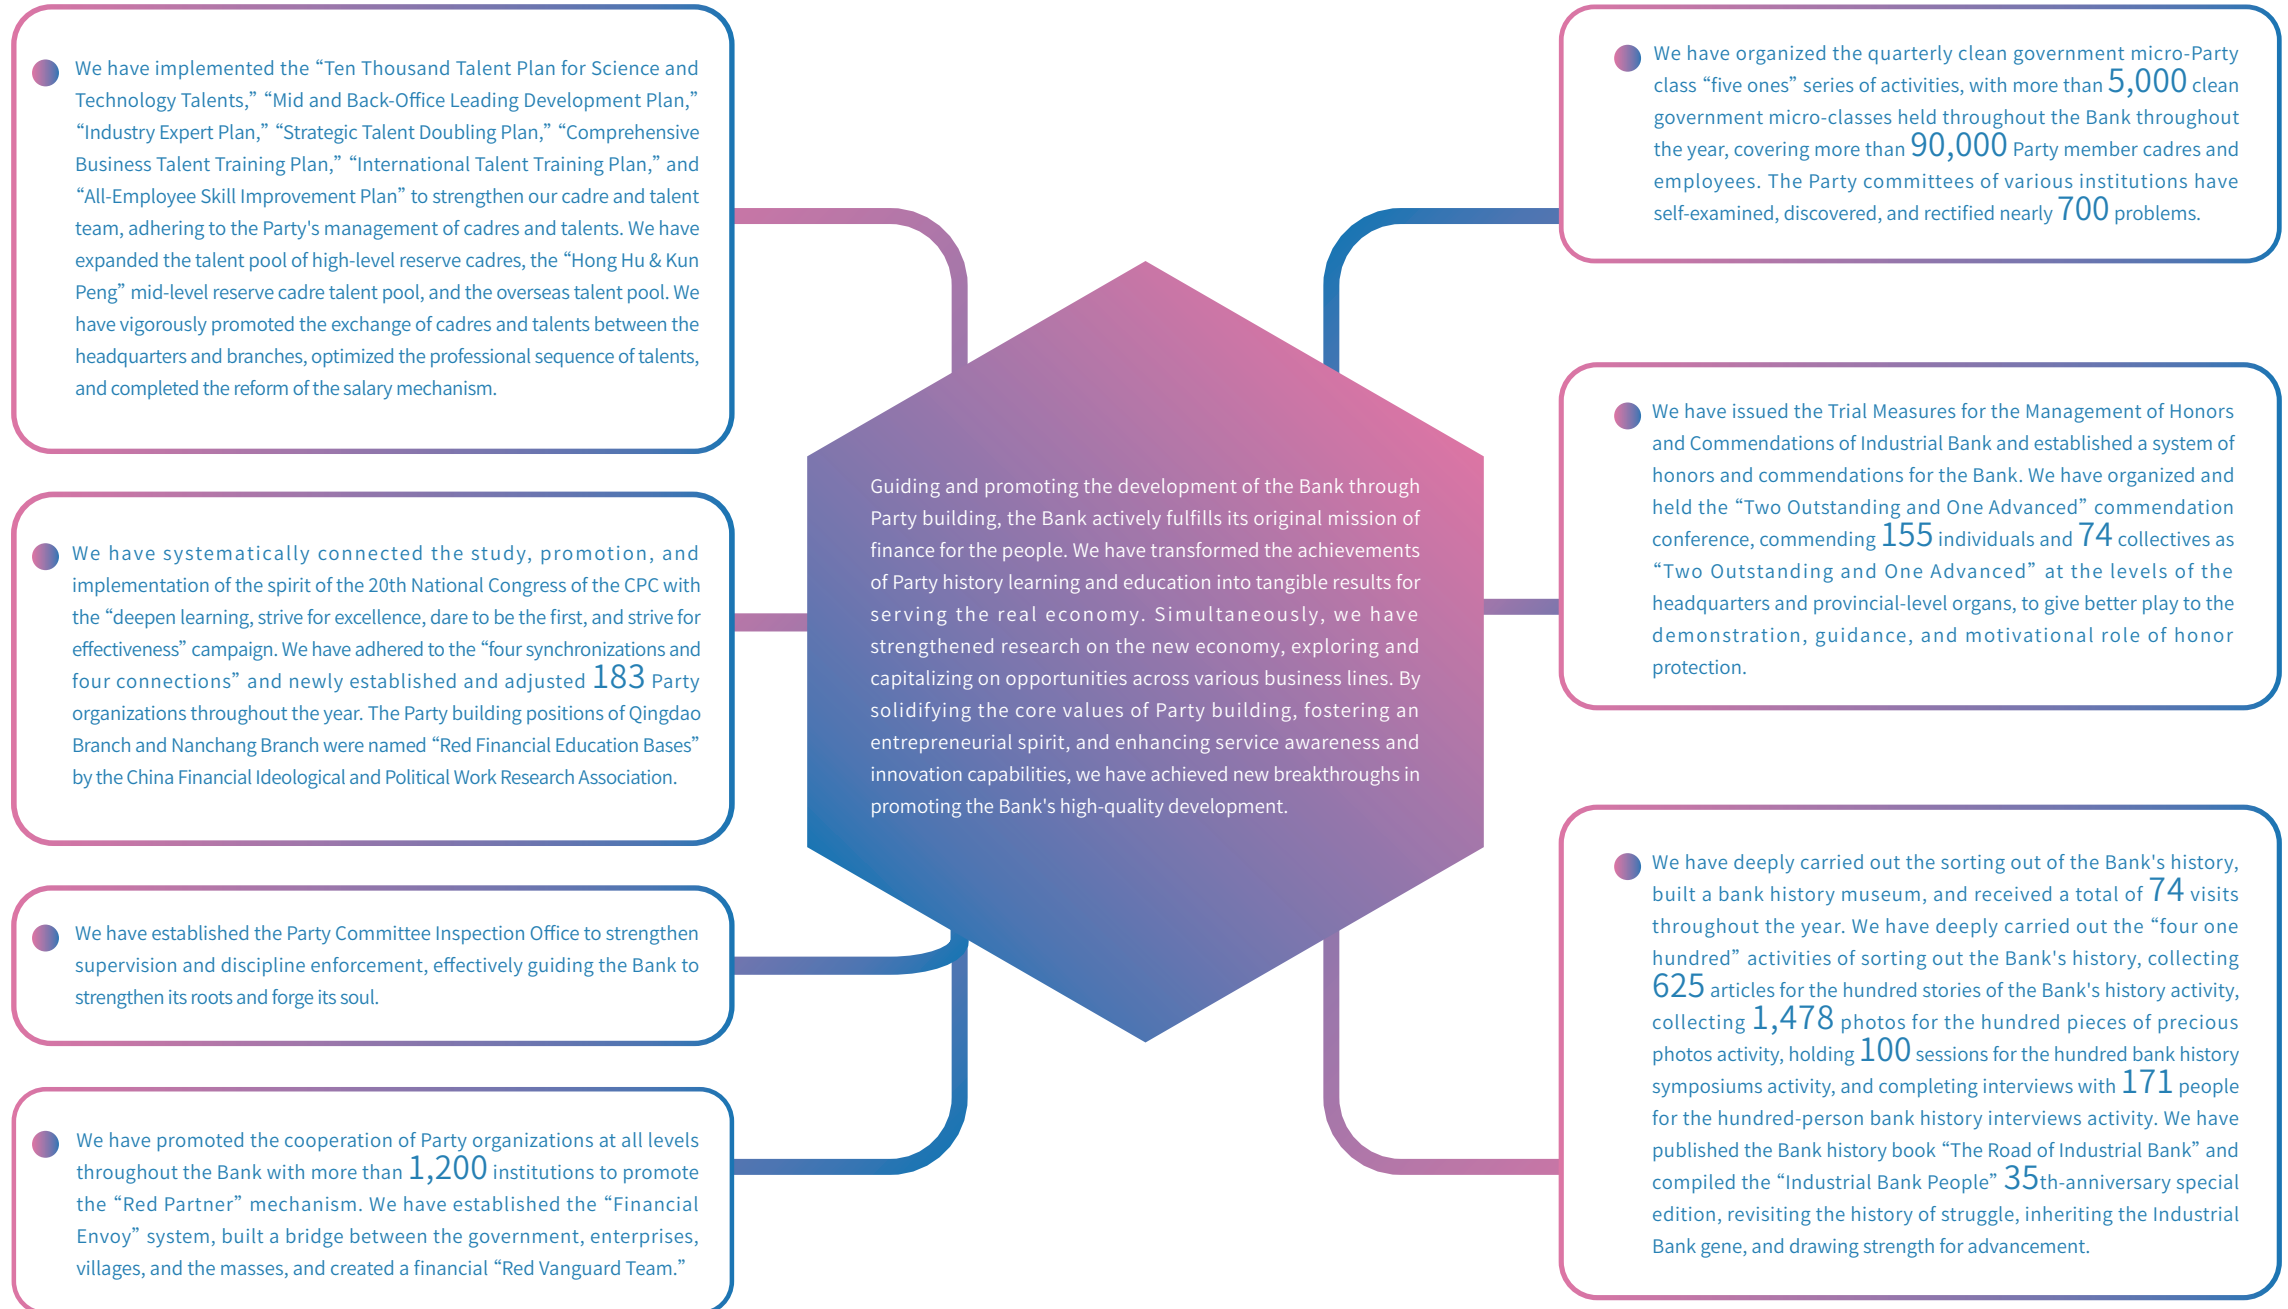 We have implemented the “Ten Thousand Talent Plan for Science and
Technology Talents,” “Mid and Back-Office Leading Development Plan,”
“Industry Expert Plan,” “Strategic Talent Doubling Plan,” “Comprehensive
Business Talent Training Plan,” “International Talent Training Plan,” and
“All-Employee Skill Improvement Plan” to strengthen our cadre and talent
team, adhering to the Party's management of cadres and talents. We have
expanded the talent pool of high-level reserve cadres, the “Hong Hu & Kun
Peng” mid-level reserve cadre talent pool, and the overseas talent pool. We
have vigorously promoted the exchange of cadres and talents between the
headquarters and branches, optimized the professional sequence of talents,
and completed the reform of the salary mechanism.
We have systematically connected the study, promotion, and
implementation of the spirit of the 20th National Congress of the CPC with
the “deepen learning, strive for excellence, dare to be the first, and strive for
effectiveness” campaign. We have adhered to the “four synchronizations and
four connections” and newly established and adjusted 183 Party
organizations throughout the year. The Party building positions of Qingdao
Branch and Nanchang Branch were named “Red Financial Education Bases”
by the China Financial Ideological and Political Work Research Association.
We have established the Party Committee Inspection Office to strengthen
supervision and discipline enforcement, effectively guiding the Bank to
strengthen its roots and forge its soul.
We have promoted the cooperation of Party organizations at all levels
throughout the Bank with more than 1,200 institutions to promote
the “Red Partner” mechanism. We have established the “Financial
Envoy” system, built a bridge between the government, enterprises,
villages, and the masses, and created a financial “Red Vanguard Team.”
Guiding and promoting the development of the Bank through
Party building, the Bank actively fulfills its original mission of
finance for the people. We have transformed the achievements
of Party history learning and education into tangible results for
serving the real economy. Simultaneously, we have
strengthened research on the new economy, exploring and
capitalizing on opportunities across various business lines. By
solidifying the core values of Party building, fostering an
entrepreneurial spirit, and enhancing service awareness and
innovation capabilities, we have achieved new breakthroughs in
promoting the Bank's high-quality development.
We have organized the quarterly clean government micro-Party
class “five ones” series of activities, with more than 5,000 clean
government micro-classes held throughout the Bank throughout
the year, covering more than 90,000 Party member cadres and
employees. The Party committees of various institutions have
self-examined, discovered, and rectified nearly 700 problems.
We have issued the Trial Measures for the Management of Honors
and Commendations of Industrial Bank and established a system of
honors and commendations for the Bank. We have organized and
held the “Two Outstanding and One Advanced” commendation
conference, commending 155 individuals and 74 collectives as
“Two Outstanding and One Advanced” at the levels of the
headquarters and provincial-level organs, to give better play to the
demonstration, guidance, and motivational role of honor
protection.
We have deeply carried out the sorting out of the Bank's history,
built a bank history museum, and received a total of 74 visits
throughout the year. We have deeply carried out the “four one
hundred” activities of sorting out the Bank's history, collecting
625 articles for the hundred stories of the Bank's history activity,
collecting 1,478 photos for the hundred pieces of precious
photos activity, holding 100 sessions for the hundred bank history
symposiums activity, and completing interviews with 171 people
for the hundred-person bank history interviews activity. We have
published the Bank history book “The Road of Industrial Bank” and
compiled the “Industrial Bank People” 35th-anniversary special
edition, revisiting the history of struggle, inheriting the Industrial
Bank gene, and drawing strength for advancement.